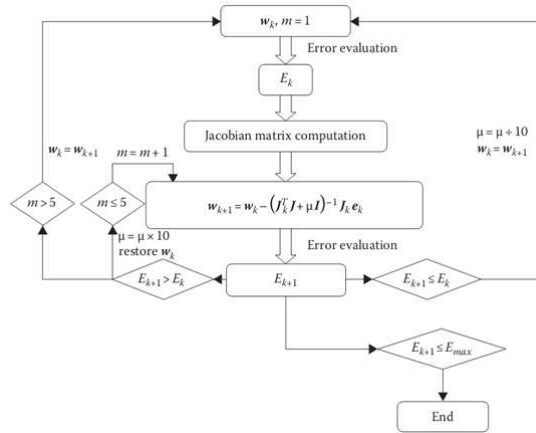 w_k, m = 1
Error evaluation
E_k
Jacobian matrix computation
μ = μ ÷ 10
w_k = w_{k+1}
w_k = w_{k+1}
m = m + 1
m > 5
m ≤ 5
w_{k+1} = w_k − (J_k^T J + μI)^{−1} J_k e_k
μ = μ × 10
restore w_k
Error evaluation
E_{k+1} > E_k
E_{k+1}
E_{k+1} ≤ E_k
E_{k+1} ≤ E_{max}
End